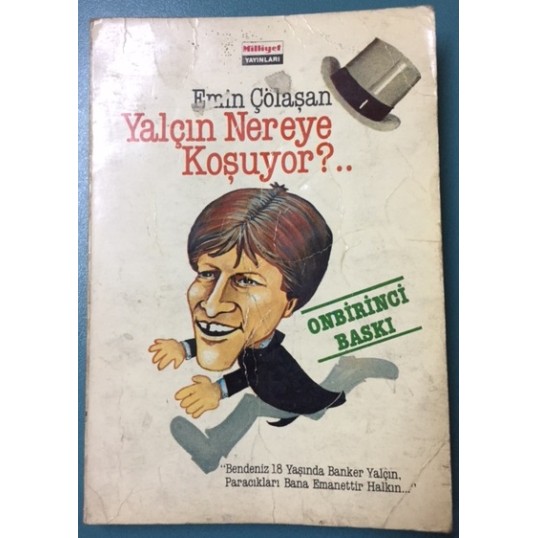 Milliyet
YAYINLARI
Emin Çölaşan
Yalçın Nereye
Koşuyor?..
ONBİRİNCİ
BASKI
"Bendeniz 18 Yaşında Banker Yalçın,
Paracıkları Bana Emanettir Halkın..."